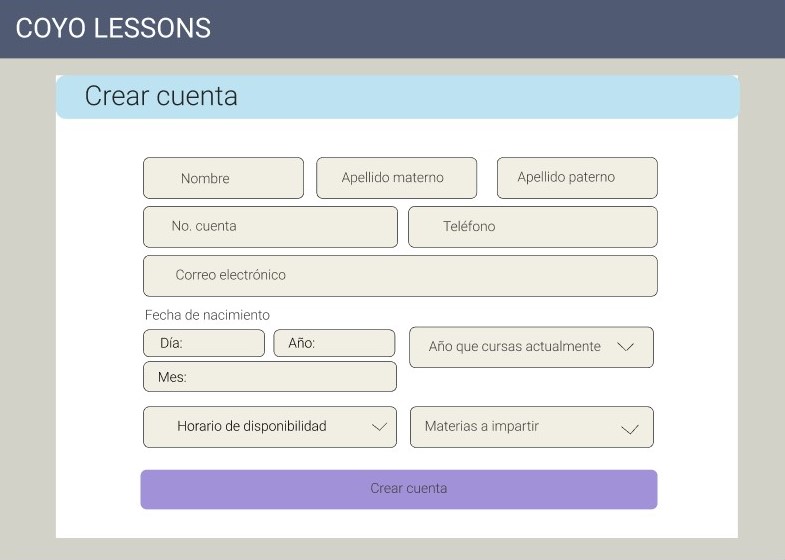 COYO LESSONS
Crear cuenta
Nombre
Apellido materno
Apellido paterno
No. cuenta
Teléfono
Correo electrónico
Fecha de nacimiento
Día:
Año:
Año que cursas actualmente
Mes:
Horario de disponibilidad
Materias a impartir
Crear cuenta